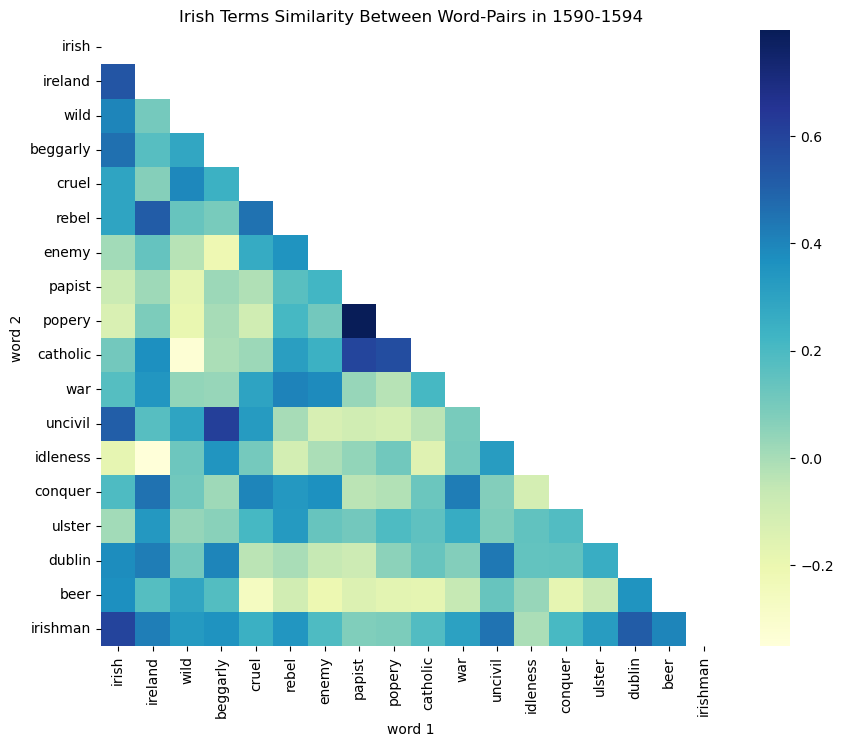 Irish Terms Similarity Between Word-Pairs in 1590-1594
irish
ireland
wild
beggarly
cruel
rebel
enemy
papist
popery
catholic
war
uncivil
idleness
conquer
ulster
dublin
beer
irishman
word 2
irish
ireland
wild
beggarly
cruel
rebel
enemy
papist
popery
catholic
war
uncivil
idleness
conquer
ulster
dublin
beer
irishman
word 1
0.6
0.4
0.2
0.0
−0.2